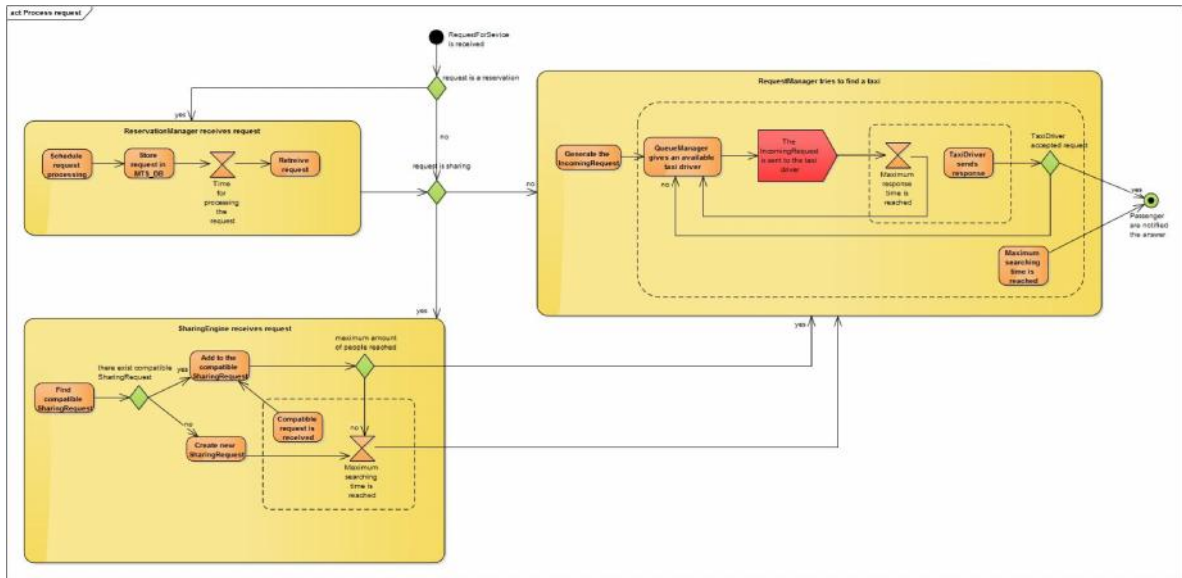 act Process request
RequestForSevice
is received
request is a reservation
yes
no
ReservationManager receives request
Schedule
request
processing
Store
request in
MTS_DB
Time
for
processing
the
request
Retreive
request
request is sharing
no
yes
RequestManager tries to find a taxi
Generate the
IncomingRequest
QueueManager
gives an available
taxi driver
no
The
IncomingRequest
is sent to the taxi
driver
Maximum
response
time is
reached
TaxiDriver
sends
response
TaxiDriver
accepted request
yes
Passenger
are notified
the answer
Maximum
searching
time is
reached
SharingEngine receives request
Find
compatible
SharingRequest
there exist compatible
SharingRequest
yes
no
Add to the
compatible
SharingRequest
Create new
SharingRequest
Compatible
request is
received
maximum amount
of people reached
no
Maximum
searching
time is
reached
yes